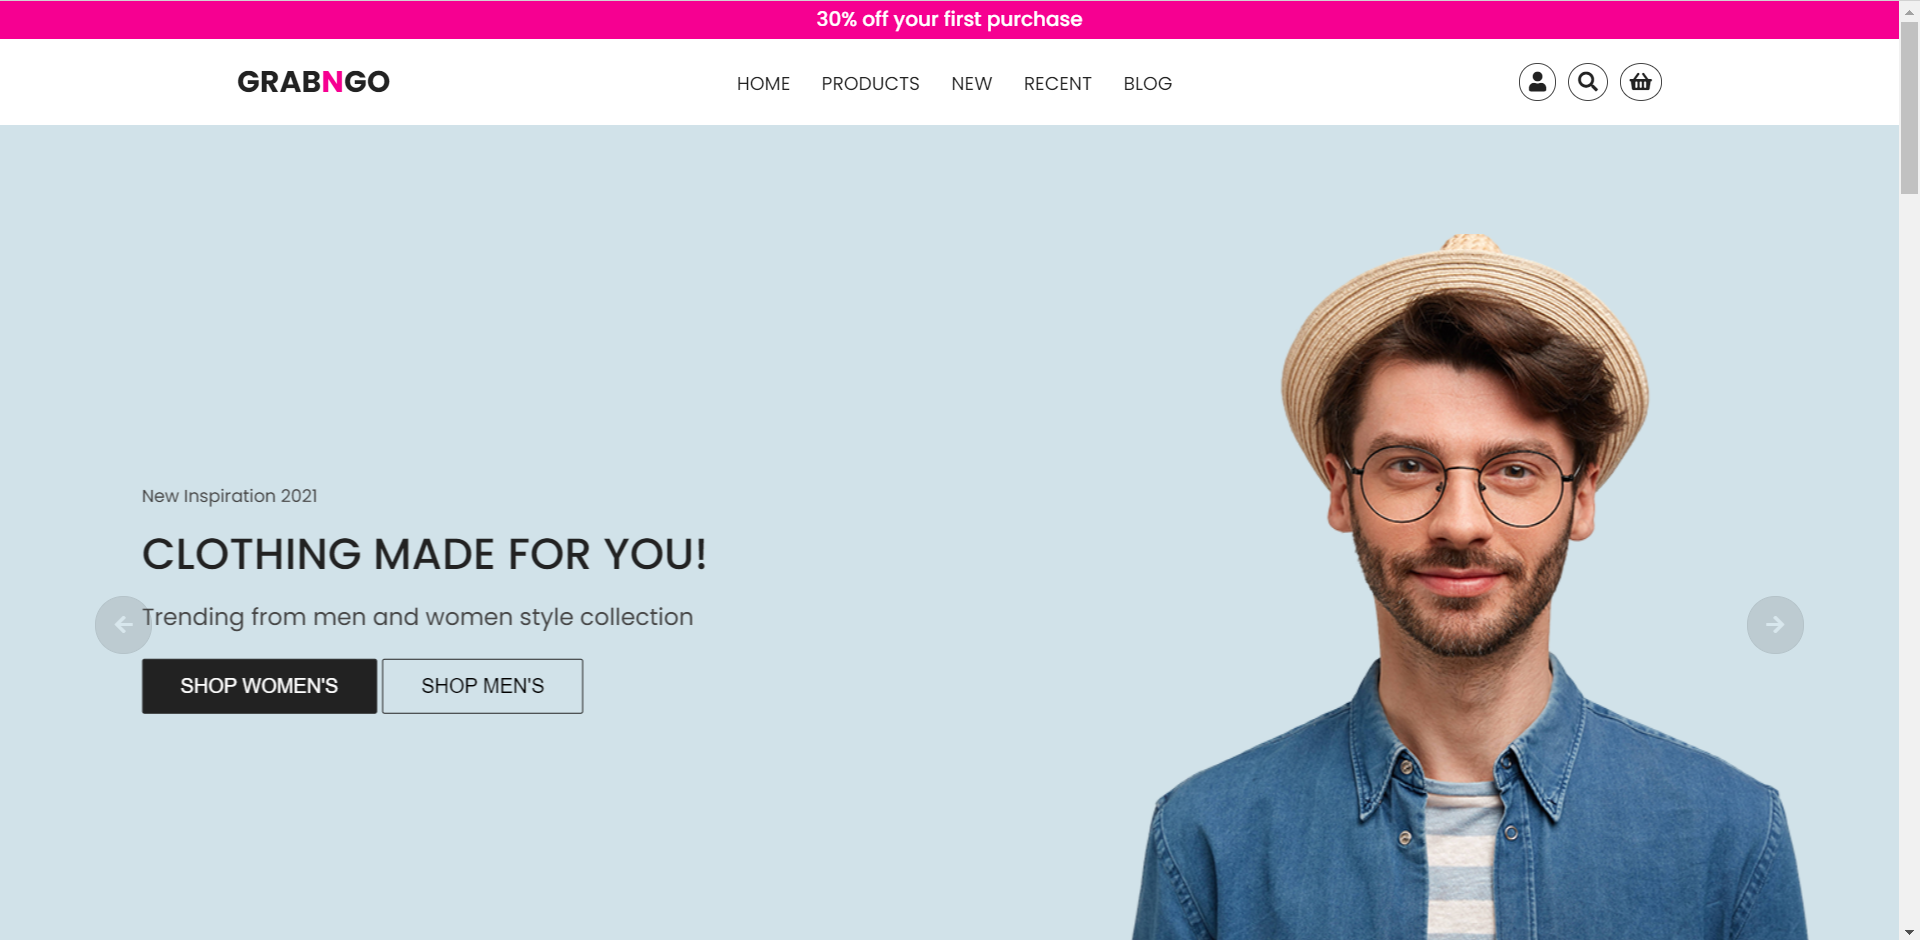 30% off your first purchase
GRABNGO
HOME PRODUCTS NEW RECENT BLOG
New Inspiration 2021
CLOTHING MADE FOR YOU!
Trending from men and women style collection
SHOP WOMEN'S SHOP MEN'S